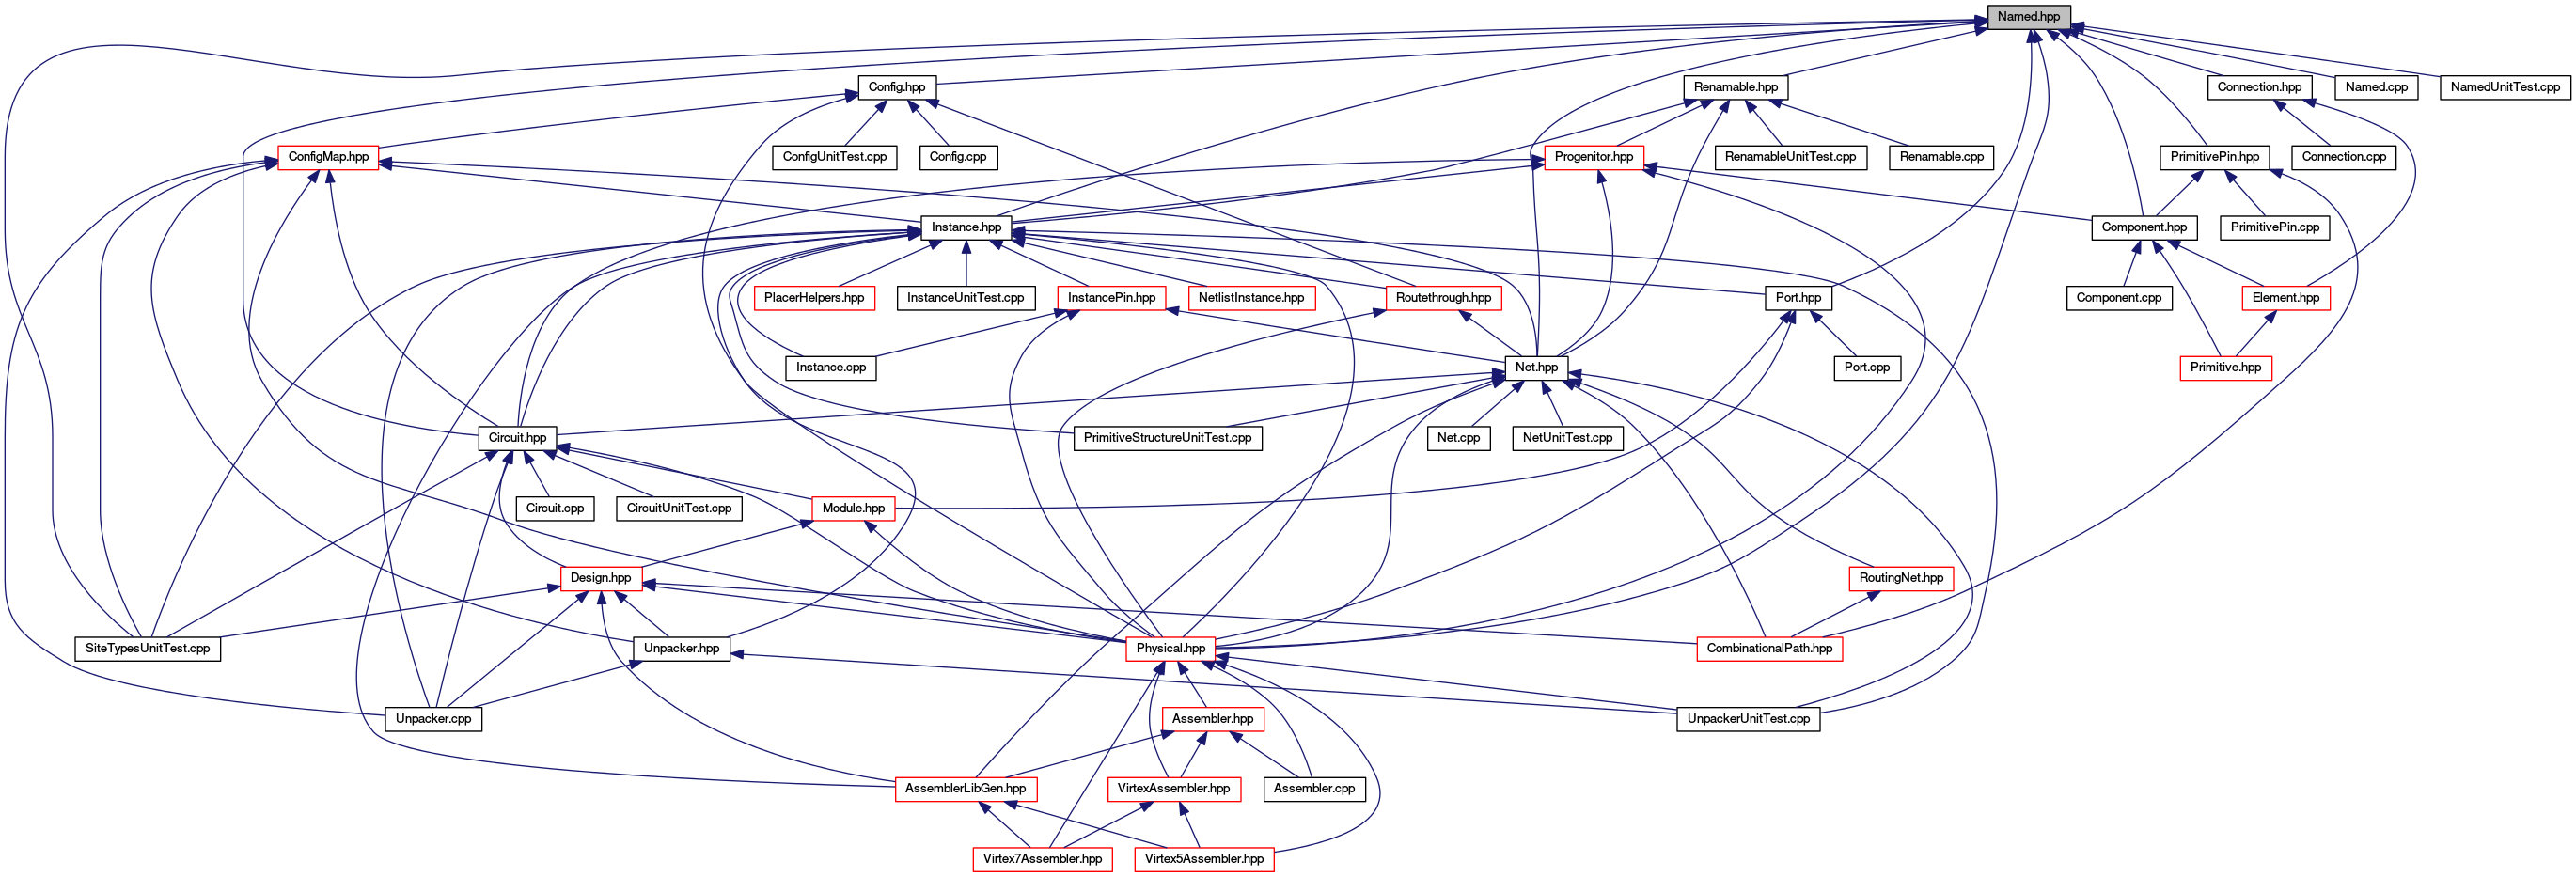 Named.hpp
Config.hpp
Renamable.hpp
Connection.hpp
Named.cpp
NamedUnitTest.cpp
ConfigMap.hpp
ConfigUnitTest.cpp
Config.cpp
Progenitor.hpp
RenamableUnitTest.cpp
Renamable.cpp
PrimitivePin.hpp
Connection.cpp
Instance.hpp
Component.hpp
PrimitivePin.cpp
PlacerHelpers.hpp
InstanceUnitTest.cpp
InstancePin.hpp
NetlistInstance.hpp
Routethrough.hpp
Port.hpp
Component.cpp
Element.hpp
Instance.cpp
Net.hpp
Port.cpp
Primitive.hpp
Circuit.hpp
PrimitiveStructureUnitTest.cpp
Net.cpp
NetUnitTest.cpp
Circuit.cpp
CircuitUnitTest.cpp
Module.hpp
Design.hpp
RoutingNet.hpp
SiteTypesUnitTest.cpp
Unpacker.hpp
Physical.hpp
CombinationalPath.hpp
Unpacker.cpp
Assembler.hpp
UnpackerUnitTest.cpp
AssemblerLibGen.hpp
VirtexAssembler.hpp
Assembler.cpp
Virtex7Assembler.hpp
Virtex5Assembler.hpp